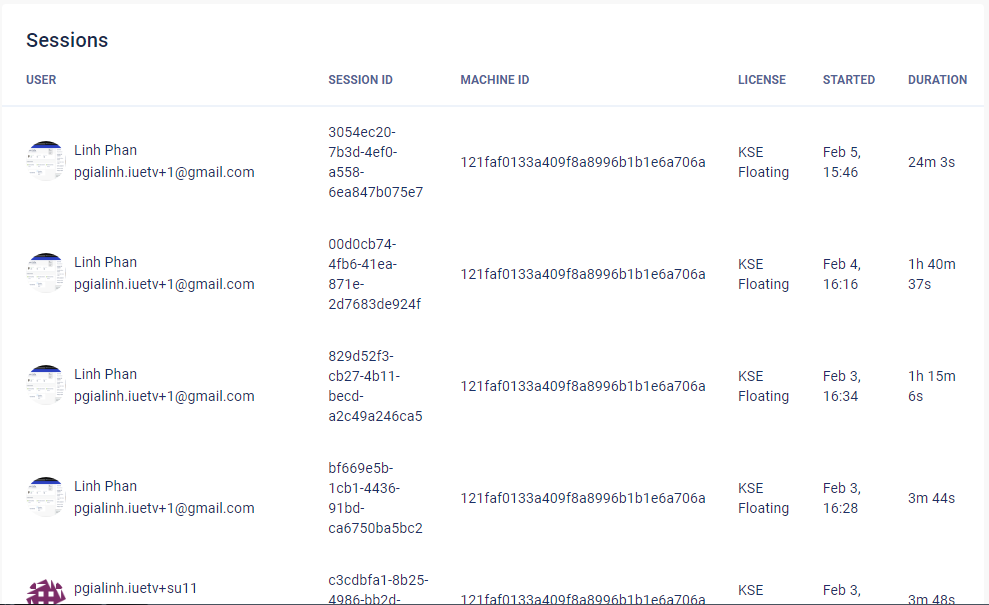 Sessions
USER SESSION ID MACHINE ID LICENSE STARTED DURATION
3054ec20-
7b3d-4ef0-
a558-
6ea847b075e7
Linh Phan
pgialinh.iuetv+1@gmail.com
121faf0133a409f8a8996b1b1e6a706a
KSE
Floating
Feb 5,
15:46
24m 3s
00d0cb74-
4fb6-41ea-
871e-
2d7683de924f
Linh Phan
pgialinh.iuetv+1@gmail.com
121faf0133a409f8a8996b1b1e6a706a
KSE
Floating
Feb 4,
16:16
1h 40m
37s
829d52f3-
cb27-4b11-
becd-
a2c49a246ca5
Linh Phan
pgialinh.iuetv+1@gmail.com
121faf0133a409f8a8996b1b1e6a706a
KSE
Floating
Feb 3,
16:34
1h 15m
6s
bf669e5b-
1cb1-4436-
91bd-
ca6750ba5bc2
Linh Phan
pgialinh.iuetv+1@gmail.com
121faf0133a409f8a8996b1b1e6a706a
KSE
Floating
Feb 3,
16:28
3m 44s
pgialinh.iuetv+su11
c3cdbfa1-8b25-
4986-bb2d-
121faf0133a409f8a8996b1b1e6a706a
KSE
Feb 3,
3m 48s